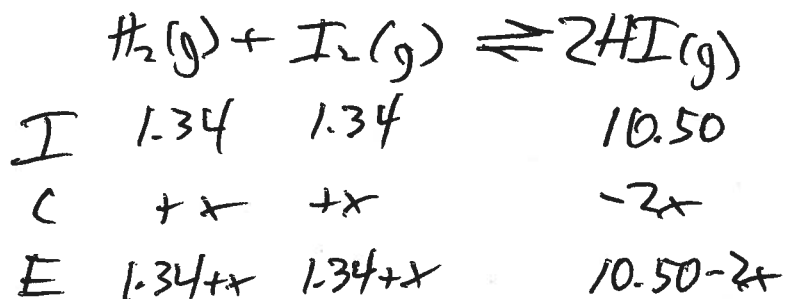 H₂(g) + I₂(g) ⇌ 2HI(g)
I 1.34 1.34 10.50
C +x +x -2x
E 1.34+x 1.34+x 10.50-2x